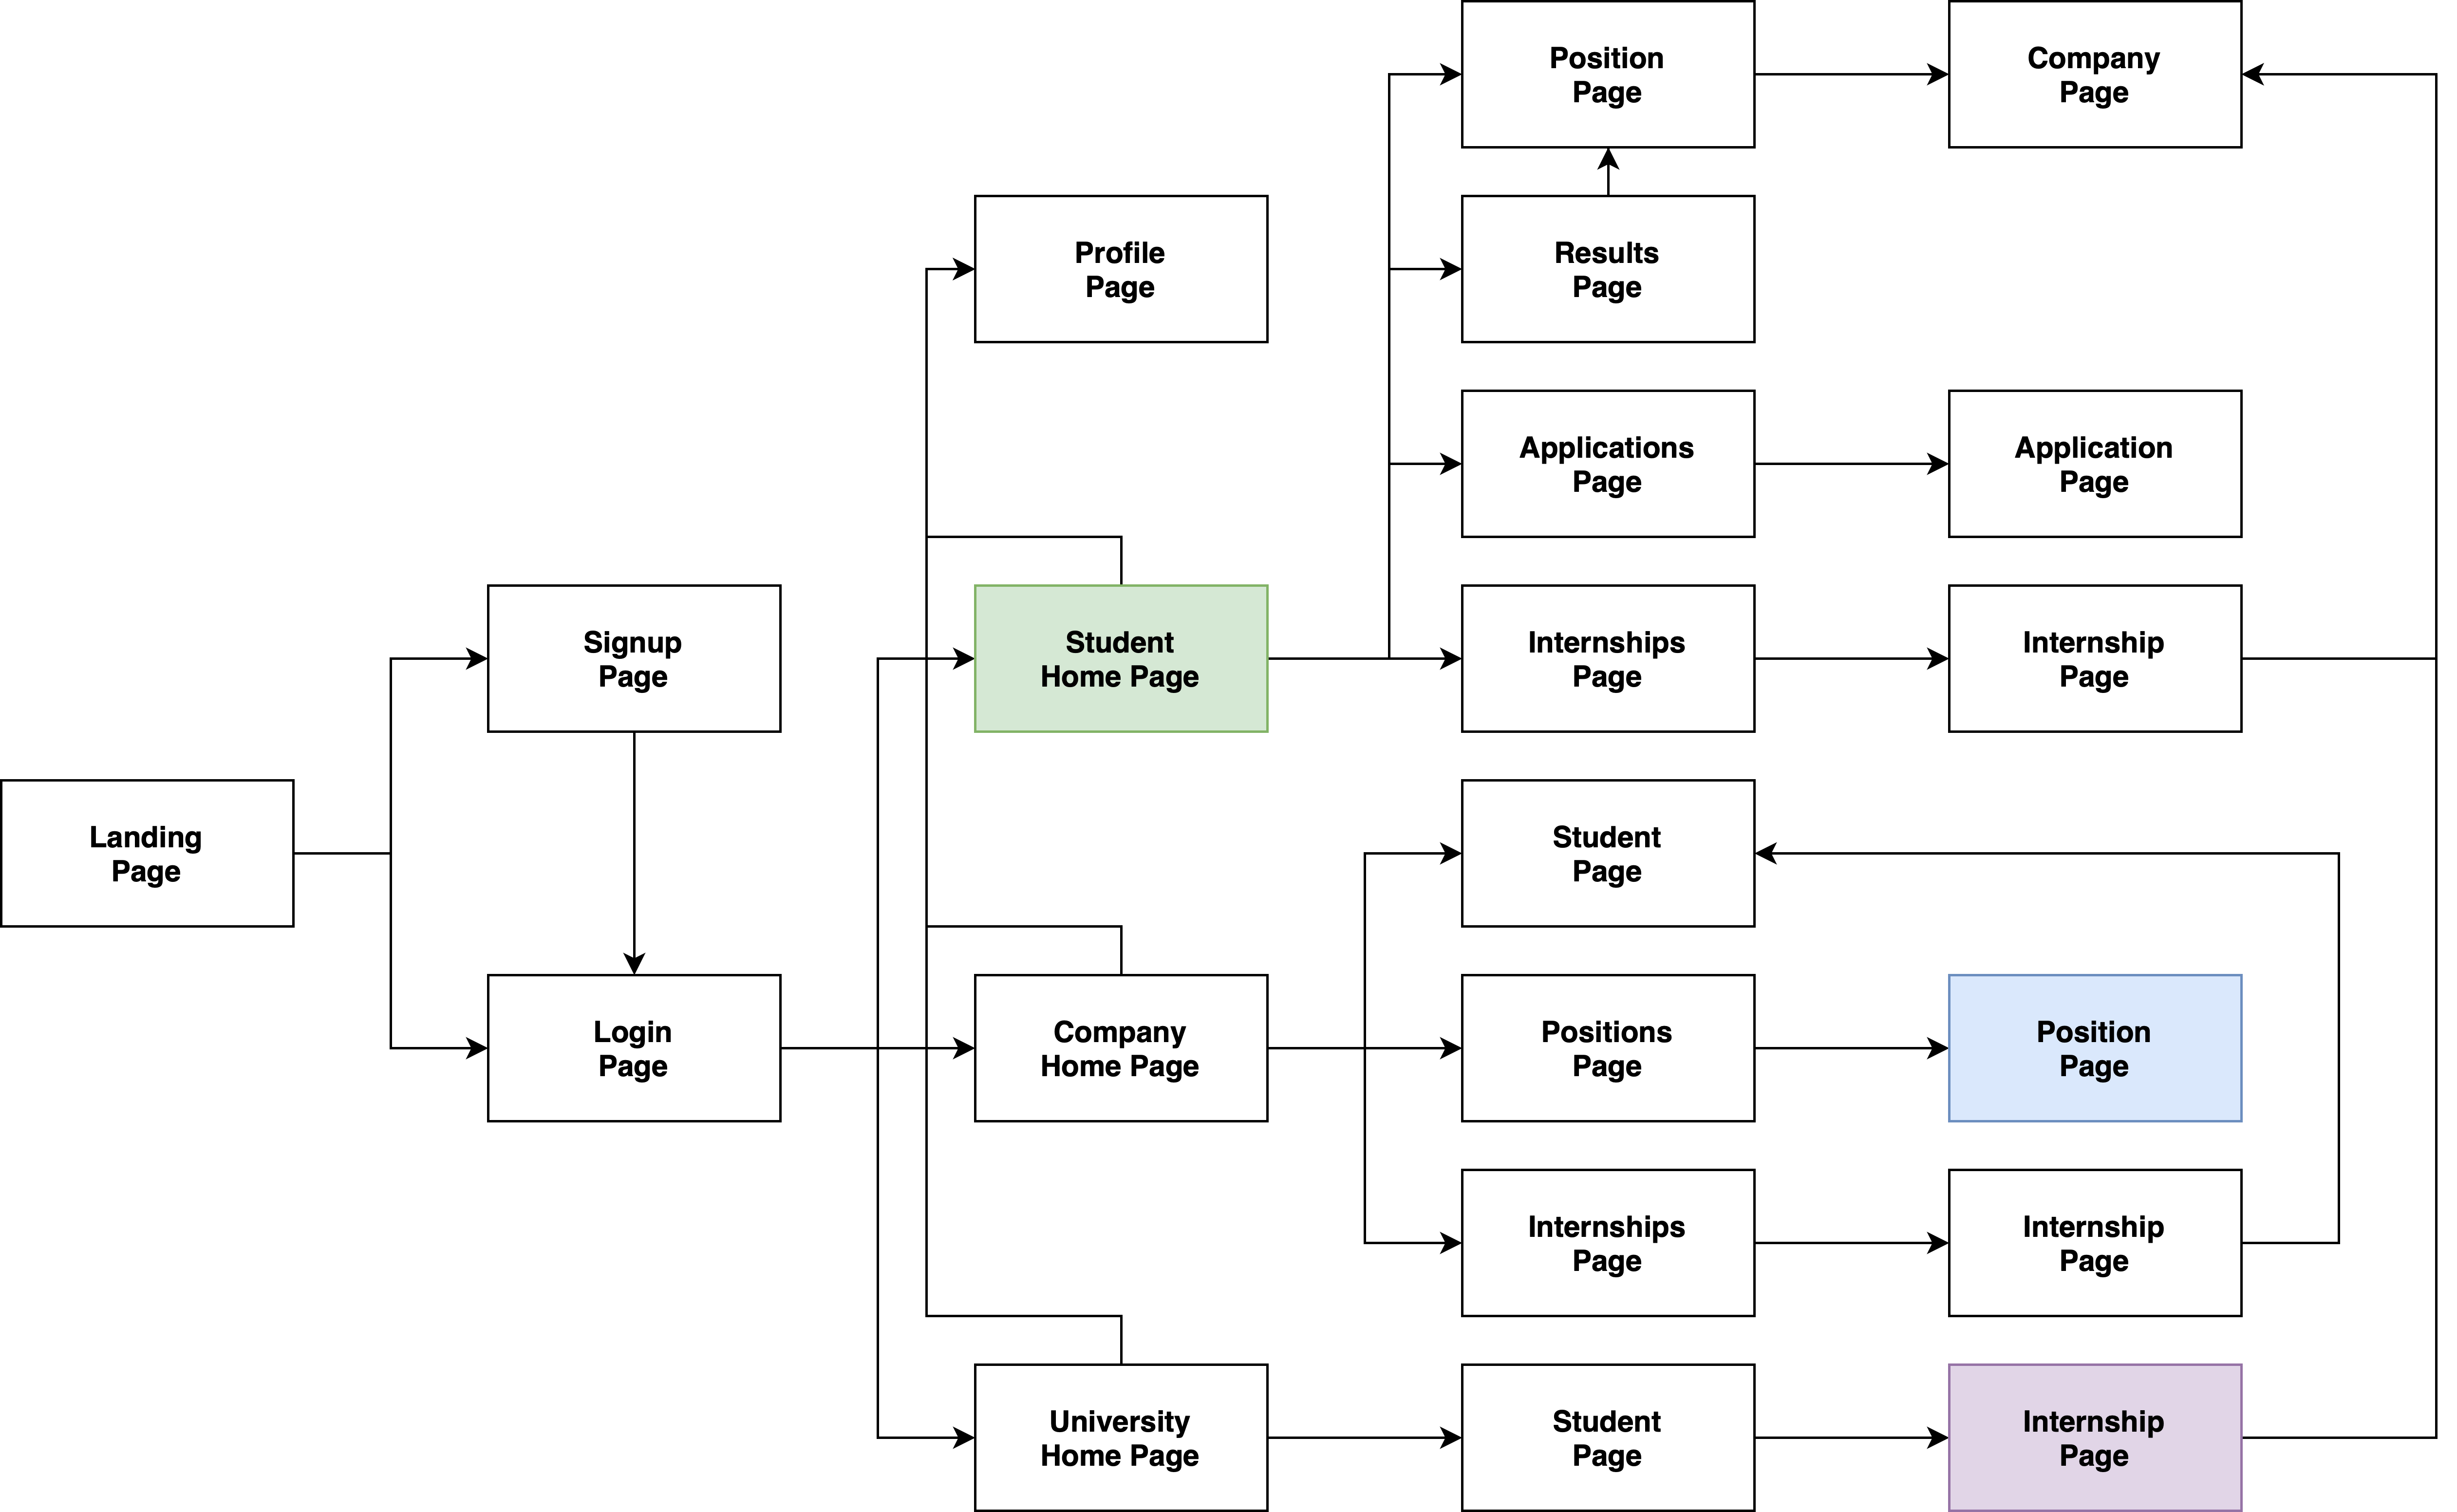 Position
Page
Company
Page
Profile
Page
Results
Page
Applications
Page
Application
Page
Signup
Page
Student
Home Page
Internships
Page
Internship
Page
Landing
Page
Student
Page
Login
Page
Company
Home Page
Positions
Page
Position
Page
Internships
Page
Internship
Page
University
Home Page
Student
Page
Internship
Page